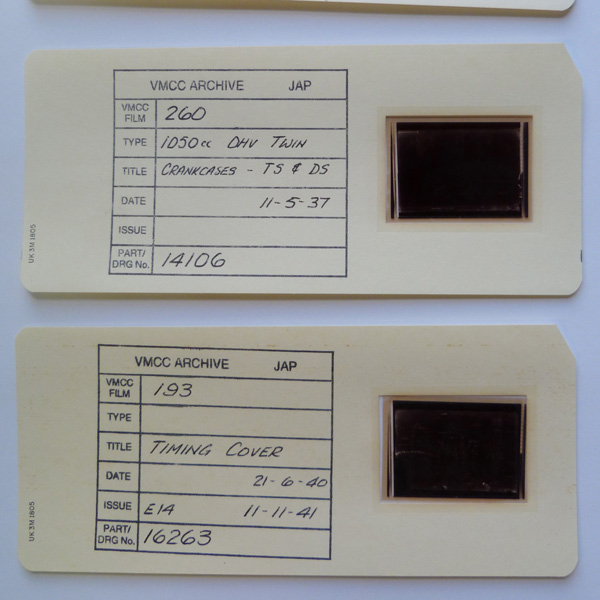 VMCC ARCHIVE JAP
VMCC FILM 260
TYPE 1050cc OHV TWIN
TITLE CRANKCASES - TS & DS
DATE 11-5-37
ISSUE
PART/ DRG No. 14106
UK 3M 1805
VMCC ARCHIVE JAP
VMCC FILM 193
TYPE
TITLE TIMING COVER
DATE 21-6-40
ISSUE E14 11-11-41
PART/ DRG No. 16263
UK 3M 1805